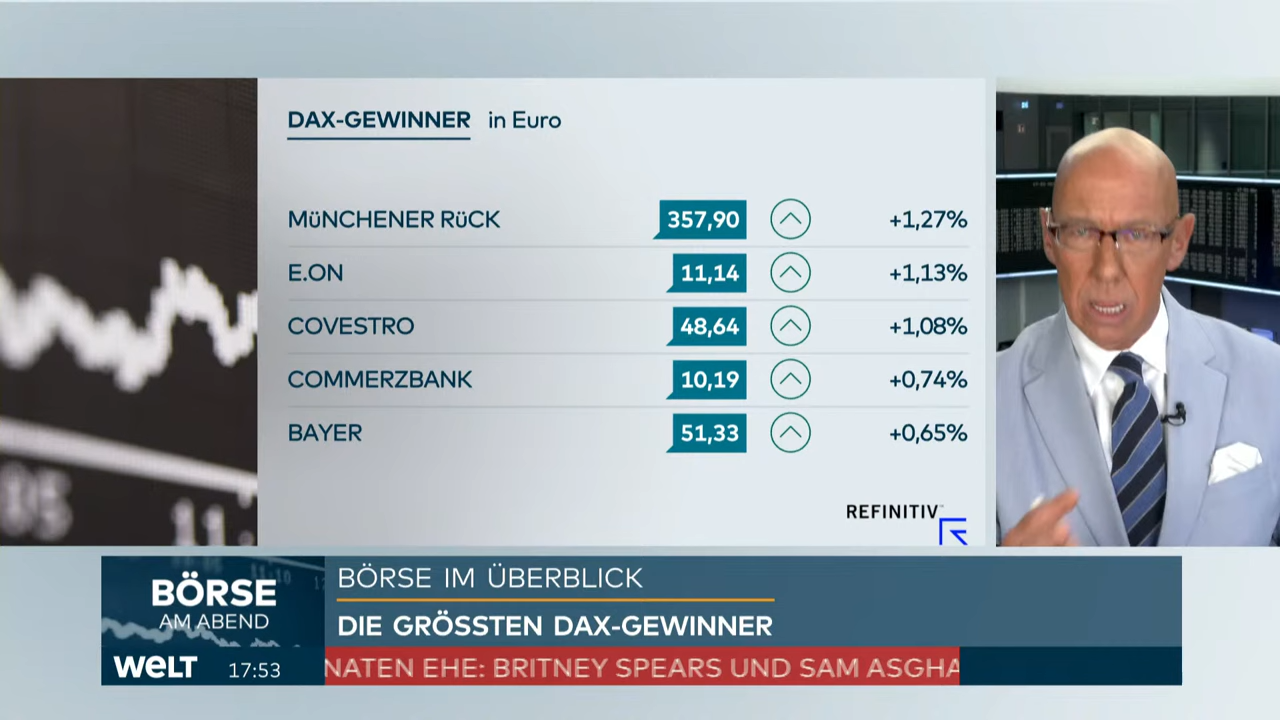 DAX-GEWINNER in Euro
MüNCHENER RüCK 357,90 +1,27%
E.ON 11,14 +1,13%
COVESTRO 48,64 +1,08%
COMMERZBANK 10,19 +0,74%
BAYER 51,33 +0,65%
REFINITIV
BÖRSE
AM ABEND
BÖRSE IM ÜBERBLICK
DIE GRÖSSTEN DAX-GEWINNER
WELT 17:53
NATEN EHE: BRITNEY SPEARS UND SAM ASGHA